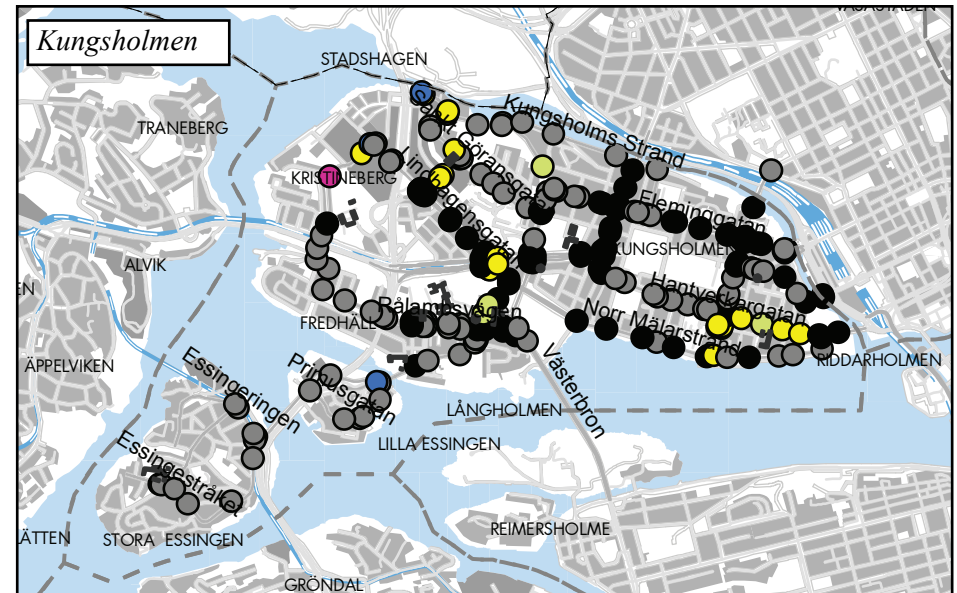 Kungsholmen
STADSHAGEN
TRANEBERG
Kungsholms Strand
Sankt Göransgatan
KRISTINEBERG
Lindhagensgatan
Fleminggatan
KUNGSHOLMEN
ALVIK
Hantverkargatan
Rålambsvägen
Norr Mälarstrand
FREDHÄLL
ÄPPELVIKEN
Essingeringen
Primusgatan
Västerbron
RIDDARHOLMEN
LÅNGHOLMEN
LILLA ESSINGEN
Essingestråket
REIMERSHOLME
STORA ESSINGEN
GRÖNDAL